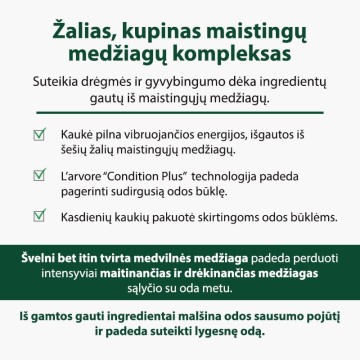 Žalias, kupinas maistingų
medžiagų kompleksas
Suteikia drėgmės ir gyvybingumo dėka ingredientų
gautų iš maistingųjų medžiagų.
Kaukė pilna vibruojančios energijos, išgautos iš
šešių žalių maistingųjų medžiagų.
L’arvore “Condition Plus” technologija padeda
pagerinti sudirgusią odos būklę.
Kasdienių kaukių pakuotė skirtingoms odos būklėms.
Švelni bet itin tvirta medvilnės medžiaga padeda perduoti
intensyviai maitinančias ir drėkinančias medžiagas
sąlyčio su oda metu.
Iš gamtos gauti ingredientai malšina odos sausumo pojūtį
ir padeda suteikti lygesnę odą.